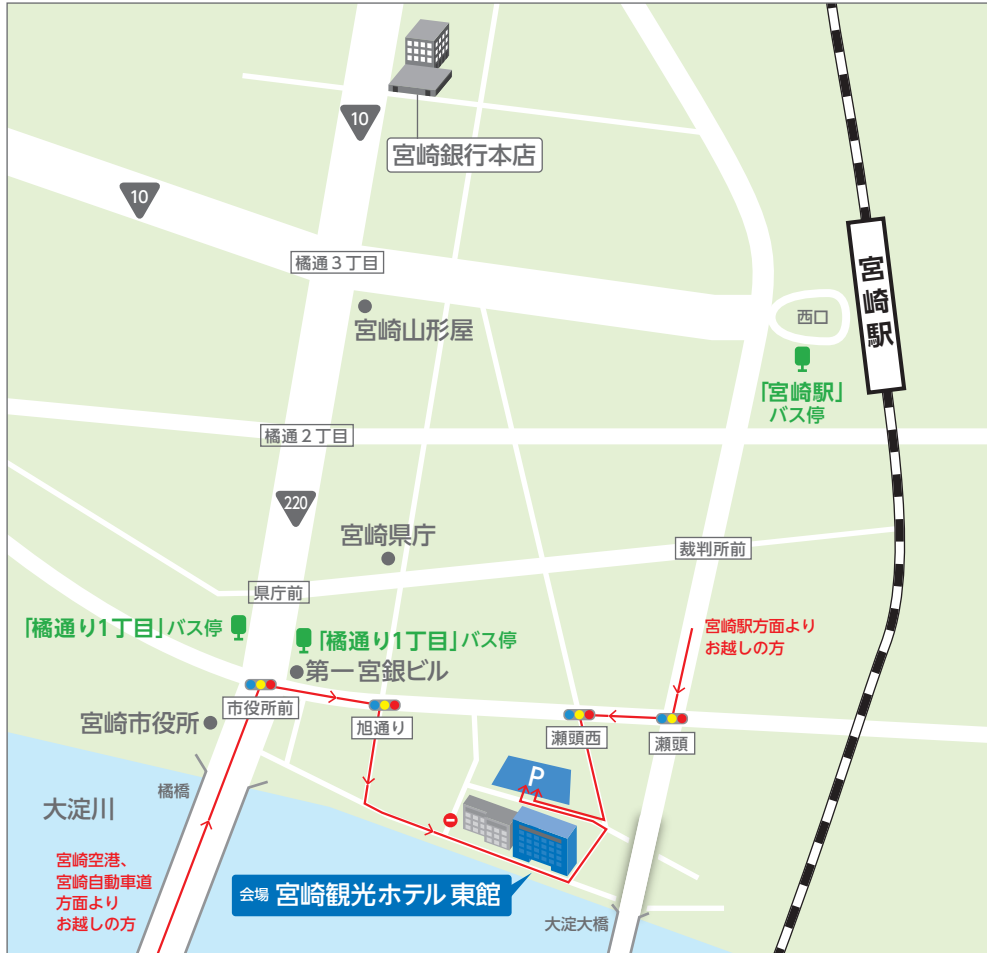 10
宮崎銀行本店
10
橘通3丁目
宮崎山形屋
宮崎駅
西口
「宮崎駅」
バス停
橘通2丁目
220
宮崎県庁
裁判所前
県庁前
「橘通り1丁目」バス停
「橘通り1丁目」バス停
宮崎駅方面より
お越しの方
第一宮銀ビル
市役所前
宮崎市役所
旭通り
瀬頭西
瀬頭
P
橘橋
大淀川
宮崎空港、
宮崎自動車道
方面より
お越しの方
会場 宮崎観光ホテル 東館
大淀大橋